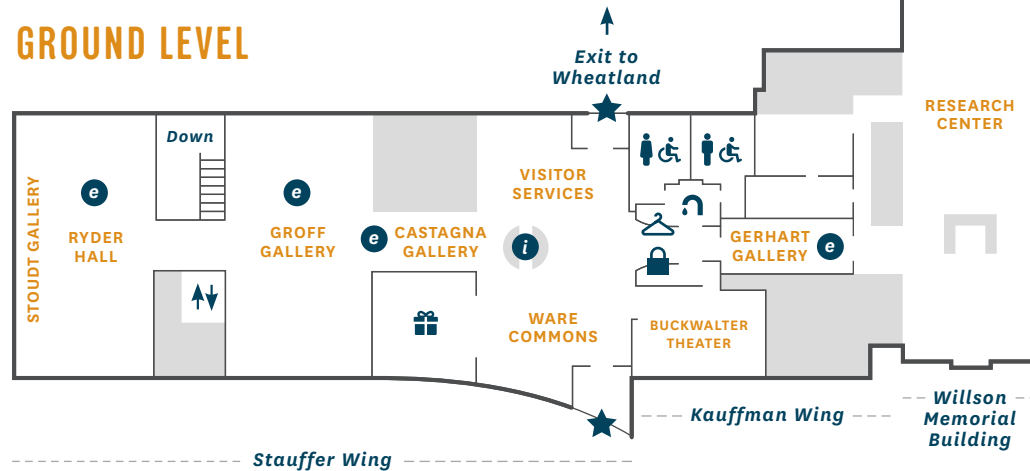 GROUND LEVEL
Exit to
Wheatland
Down
RESEARCH
CENTER
VISITOR
SERVICES
STOUDT GALLERY
e
RYDER
HALL
e
GROFF
GALLERY
e
CASTAGNA
GALLERY
i
GERHART
GALLERY
e
WARE
COMMONS
BUCKWALTER
THEATER
Kauffman Wing
Willson
Memorial
Building
Stauffer Wing